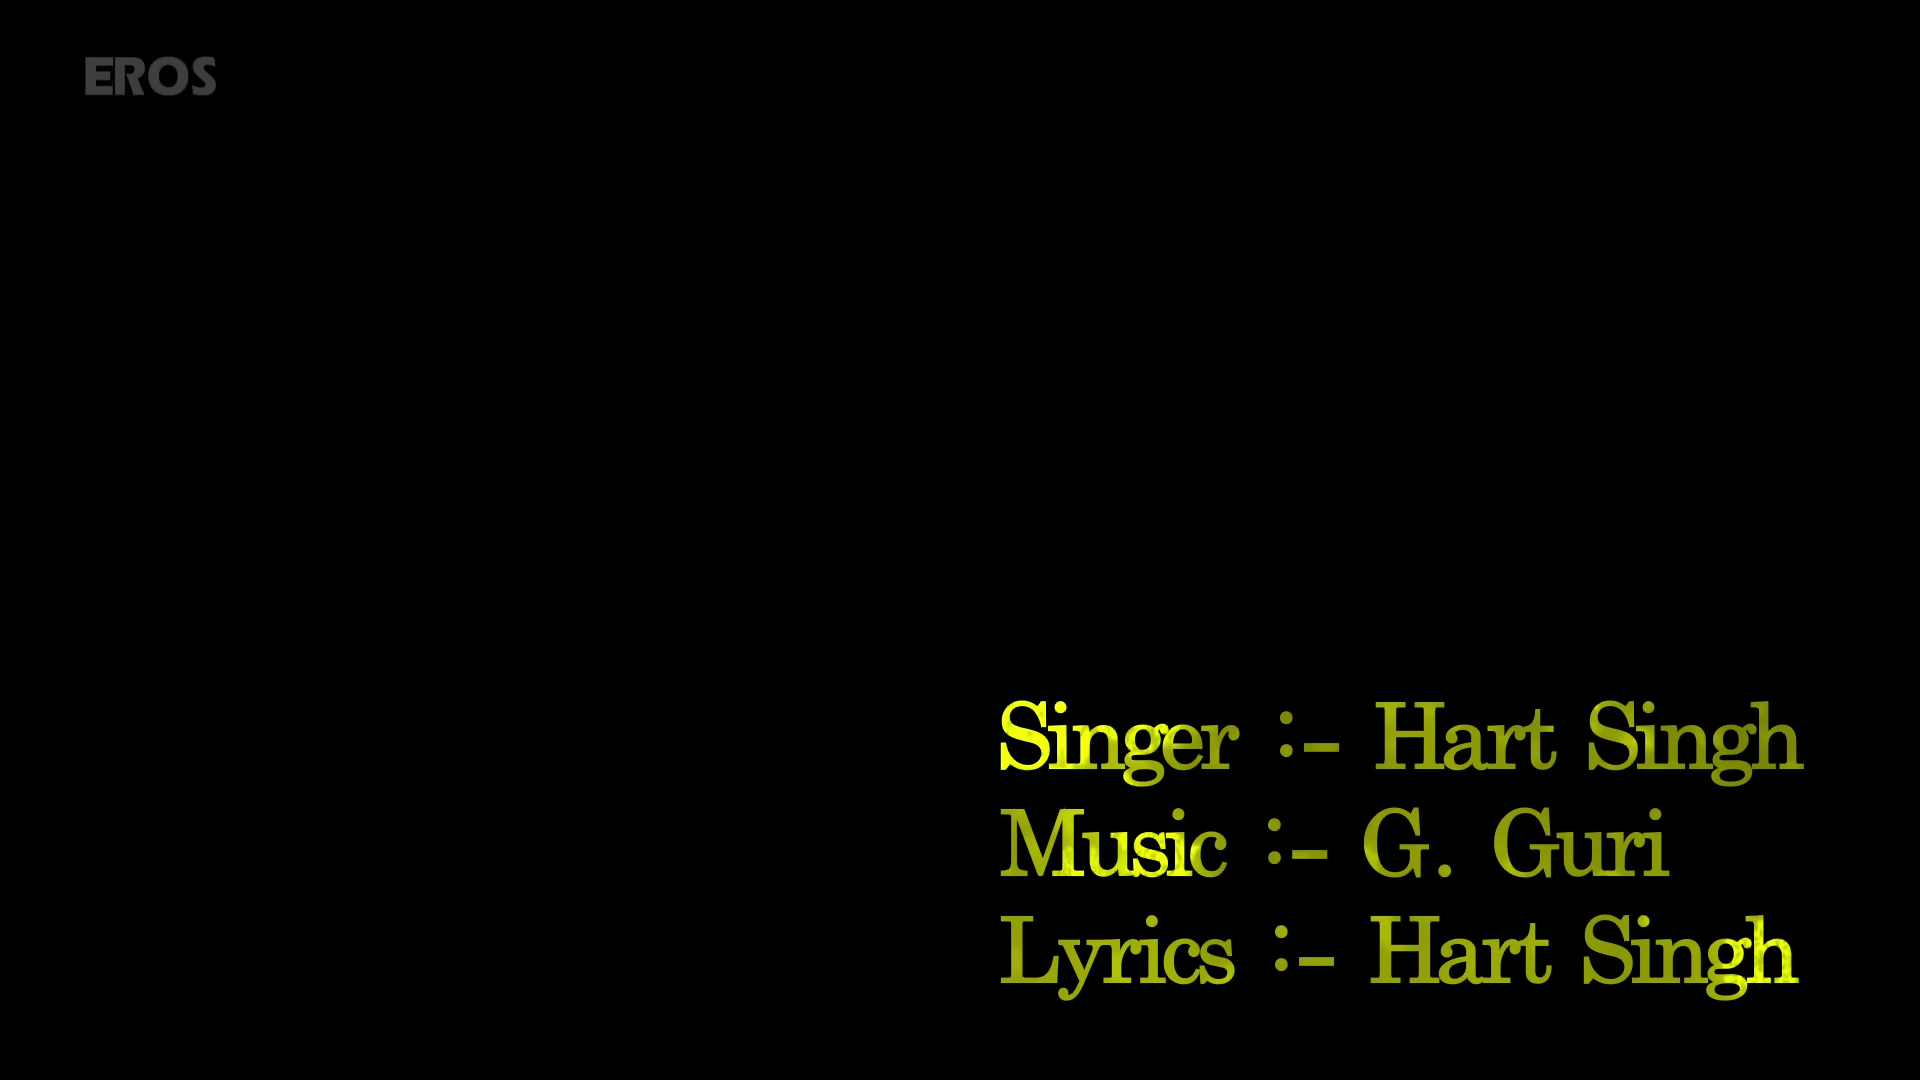 EROS
Singer :- Hart Singh
Music :- G. Guri
Lyrics :- Hart Singh